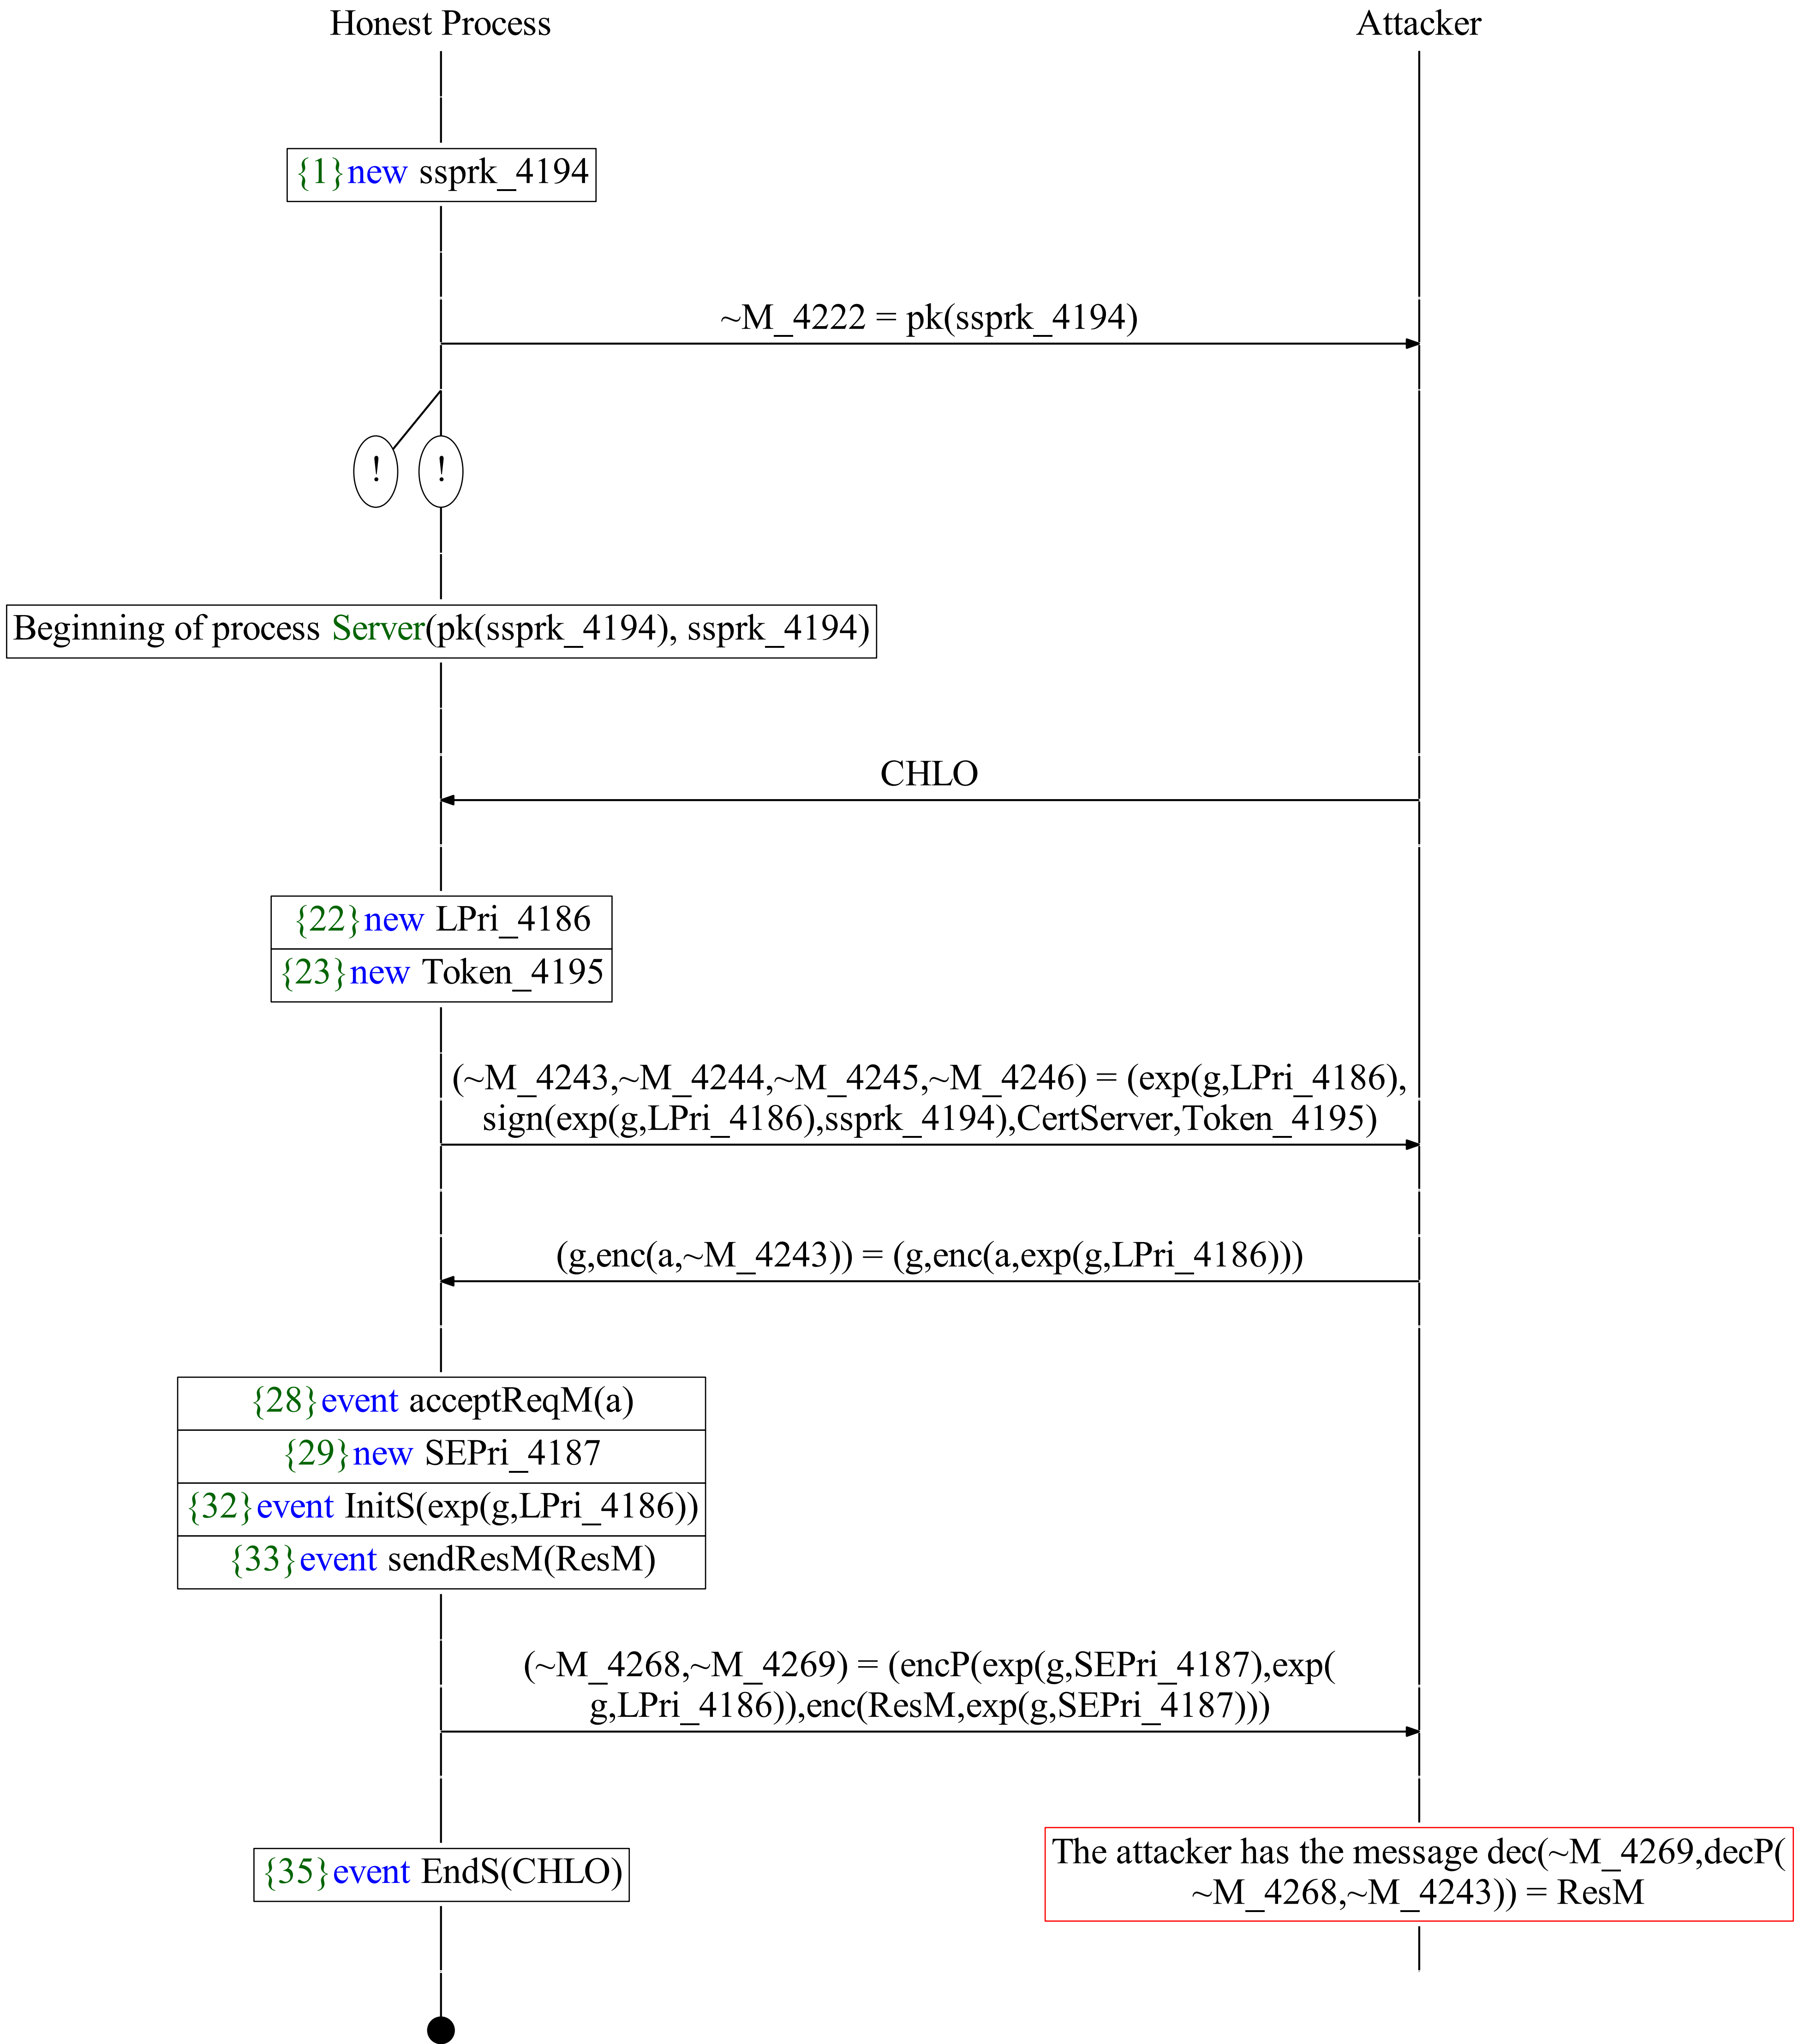 Honest Process
Attacker
{1}new ssprk_4194
~M_4222 = pk(ssprk_4194)
!
!
Beginning of process Server(pk(ssprk_4194), ssprk_4194)
CHLO
{22}new LPri_4186
{23}new Token_4195
(~M_4243,~M_4244,~M_4245,~M_4246) = (exp(g,LPri_4186),
sign(exp(g,LPri_4186),ssprk_4194),CertServer,Token_4195)
(g,enc(a,~M_4243)) = (g,enc(a,exp(g,LPri_4186)))
{28}event acceptReqM(a)
{29}new SEPri_4187
{32}event InitS(exp(g,LPri_4186))
{33}event sendResM(ResM)
(~M_4268,~M_4269) = (encP(exp(g,SEPri_4187),exp(
g,LPri_4186)),enc(ResM,exp(g,SEPri_4187)))
{35}event EndS(CHLO)
The attacker has the message dec(~M_4269,decP(
~M_4268,~M_4243)) = ResM